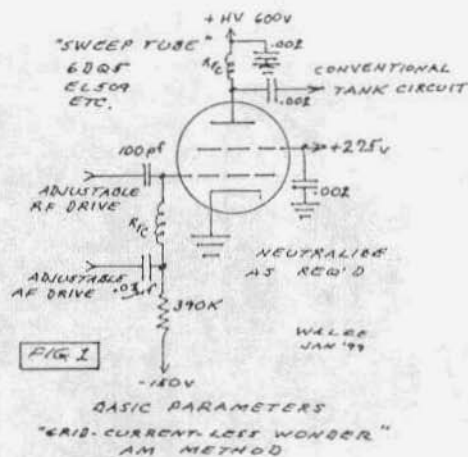 +HV 600V
"SWEEP TUBE"
6DQ5
EL509
ETC.
RFC
.002
CONVENTIONAL
TANK CIRCUIT
.002
100pf
+225V
ADJUSTABLE
RF DRIVE
.002
RFC
NEUTRALIZE
AS REQ'D
ADJUSTABLE
AF DRIVE
390K
JAN '99
FIG 1
-150V
BASIC PARAMETERS
"GRID-CURRENT-LESS WONDER"
AM METHOD